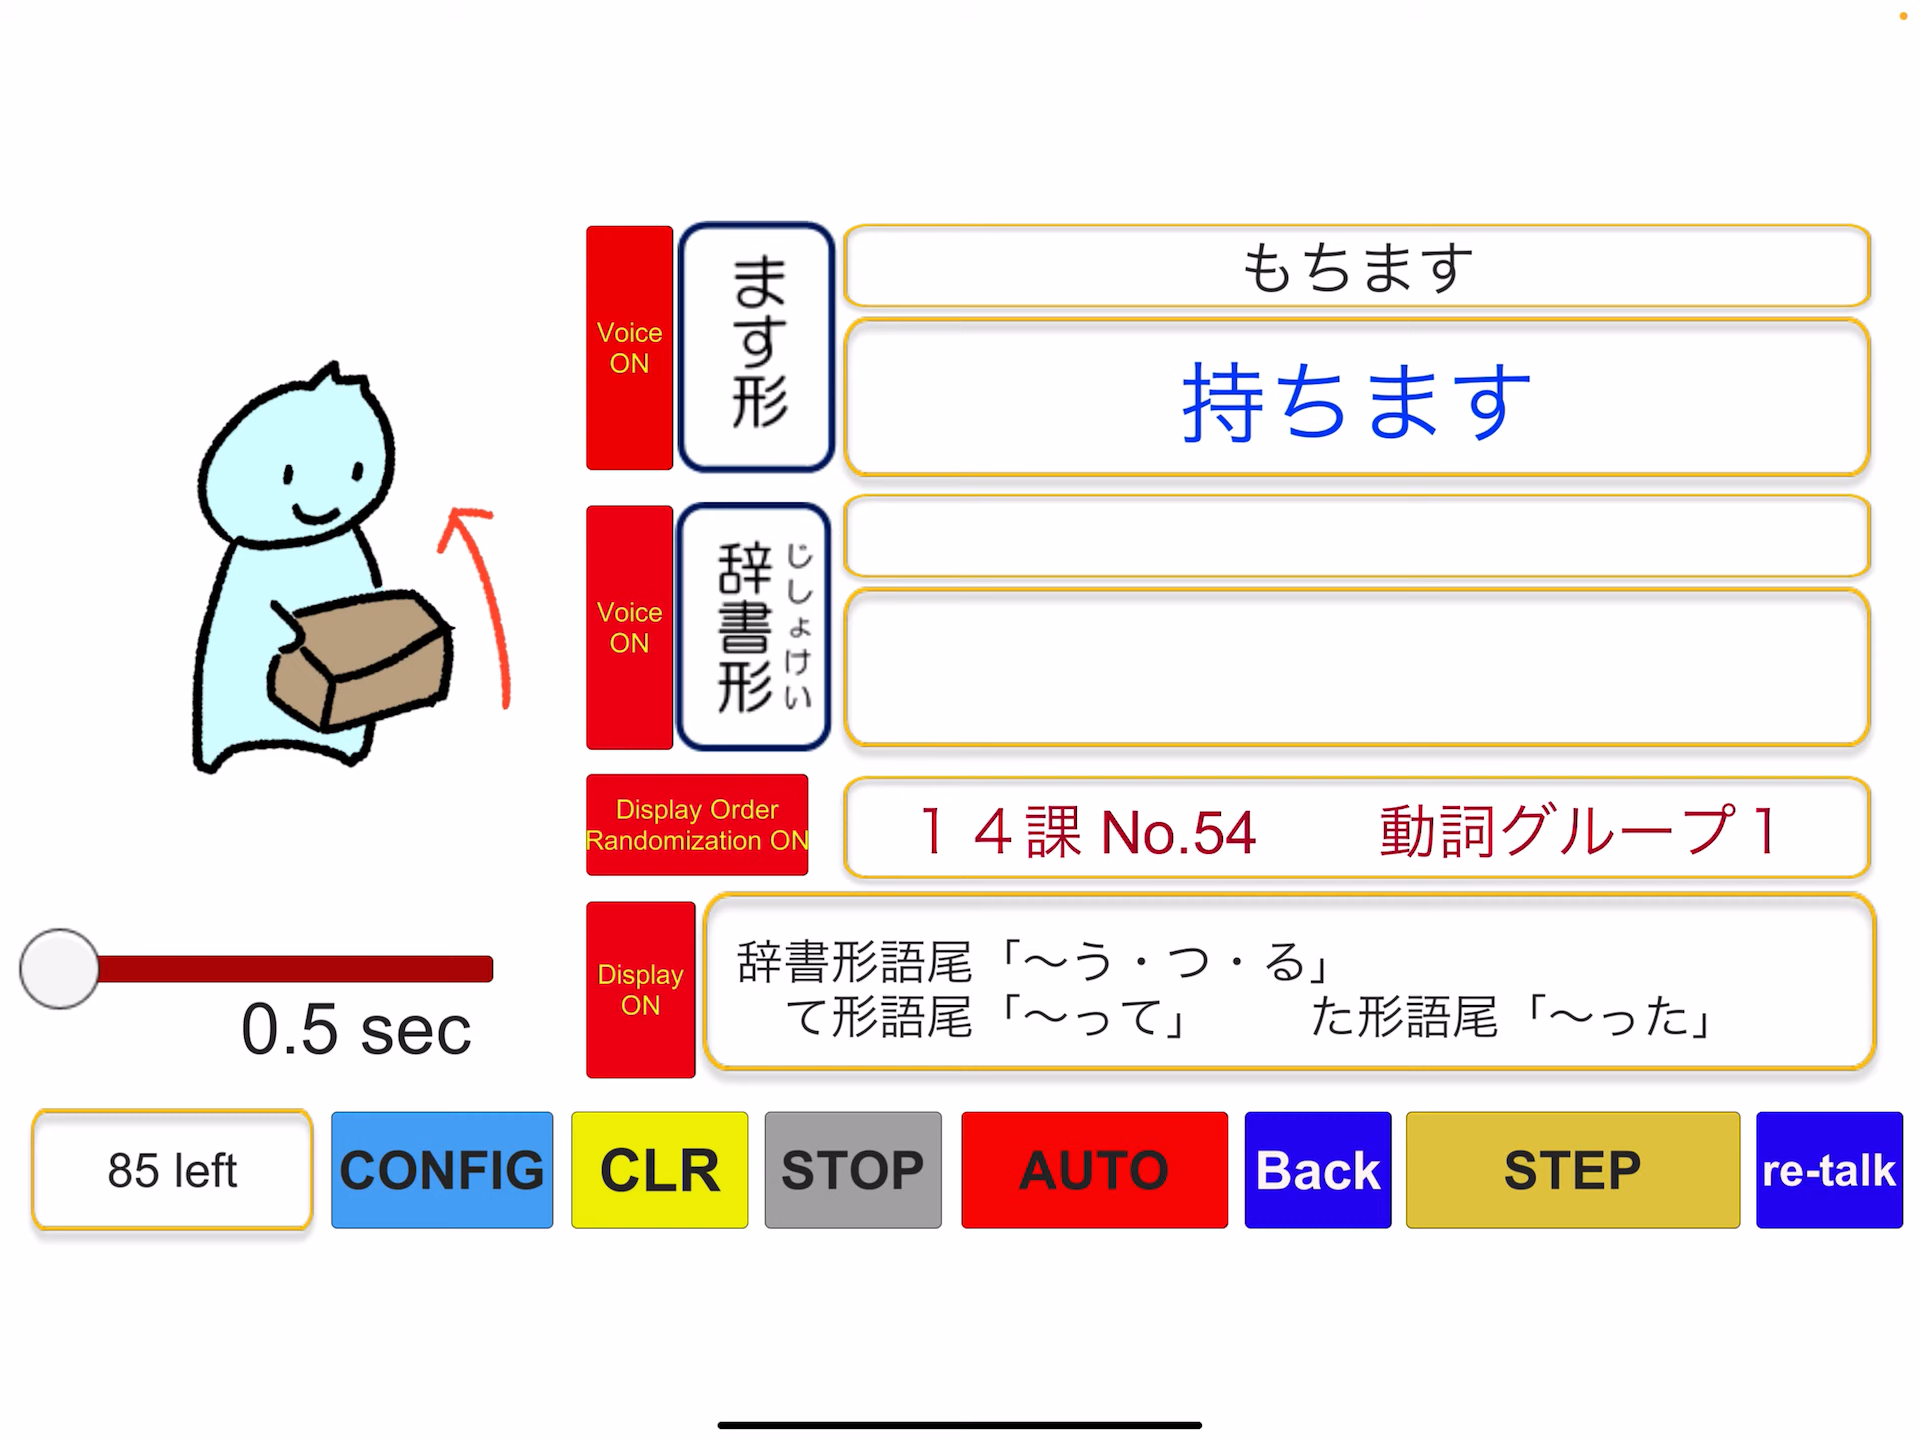 Voice
ON
ます形
もちます
持ちます
Voice
ON
辞書形
じしょけい
Display Order
Randomization ON
１４課 No.54　　動詞グループ１
Display
ON
辞書形語尾「～う・つ・る」
て形語尾「～って」　　た形語尾「～った」
0.5 sec
85 left
CONFIG
CLR
STOP
AUTO
Back
STEP
re-talk